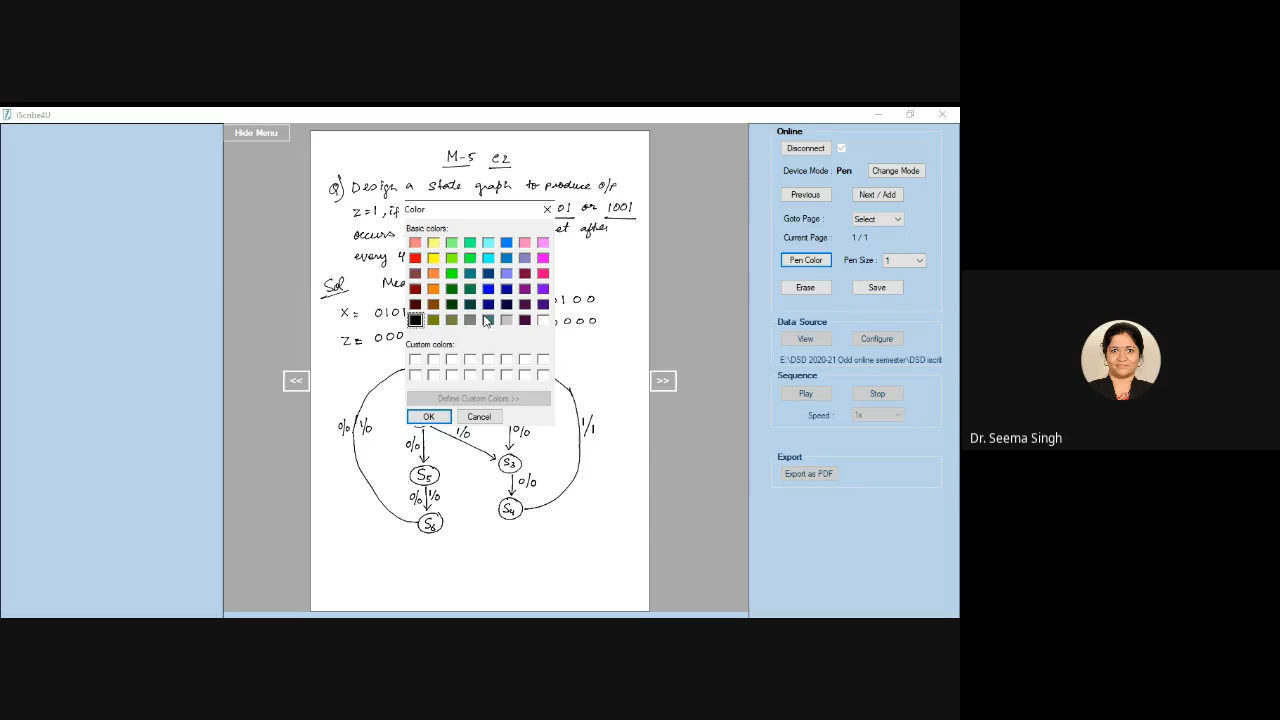 iScribe4U
Hide Menu
M-5 e2
Q) Design a state graph to produce o/p
z=1, if 01 or 1001
occurs et after
every 4
Sol Mea
X = 0101 0100
Z = 000 000
0/0 1/0
0/0
1/0
0/0
1/1
S3
S5
0/0
0/0 1/0
S4
S6
Color
Basic colors:
Custom colors:
Define Custom Colors >>
OK Cancel
<<
>>
Online
Disconnect
Device Mode : Pen Change Mode
Previous Next / Add
Goto Page : Select
Current Page : 1 / 1
Pen Color Pen Size : 1
Erase Save
Data Source
View Configure
E:\DSD 2020-21 Odd online semester\DSD iscrib
Sequence
Play Stop
Speed : 1x
Export
Export as PDF
Dr. Seema Singh